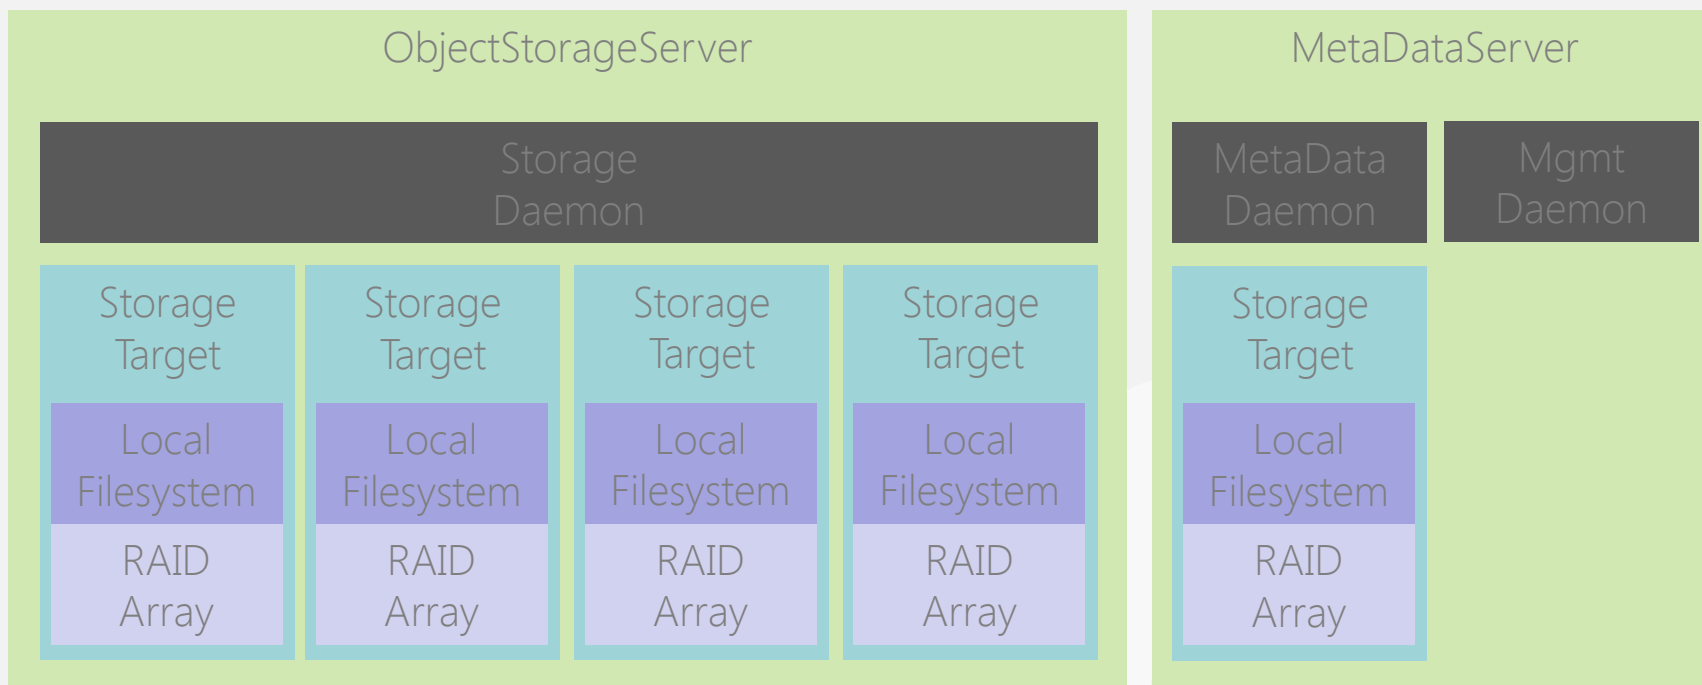 ObjectStorageServer
Storage
Daemon
Storage
Target
Local
Filesystem
RAID
Array
Storage
Target
Local
Filesystem
RAID
Array
Storage
Target
Local
Filesystem
RAID
Array
Storage
Target
Local
Filesystem
RAID
Array
MetaDataServer
MetaData
Daemon
Mgmt
Daemon
Storage
Target
Local
Filesystem
RAID
Array